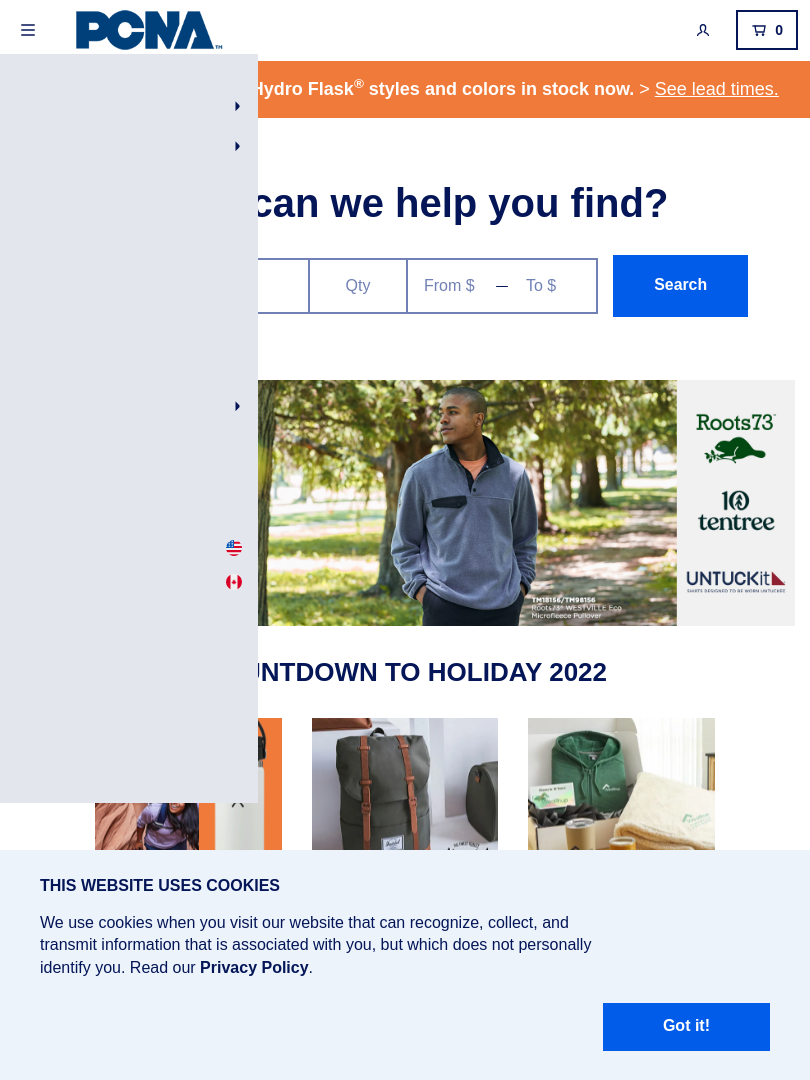 PCNA™
0
Hydro Flask® styles and colors in stock now. > See lead times.
can we help you find?
Qty
From $
—
To $
Search
Roots73
tentree
UNTUCKit
SHIRTS DESIGNED TO BE WORN UNTUCKED
TM18156/TM98156
Roots73® WESTVILLE Eco
Microfleece Pullover
UNTDOWN TO HOLIDAY 2022
THIS WEBSITE USES COOKIES
We use cookies when you visit our website that can recognize, collect, and
transmit information that is associated with you, but which does not personally
identify you. Read our Privacy Policy.
Got it!